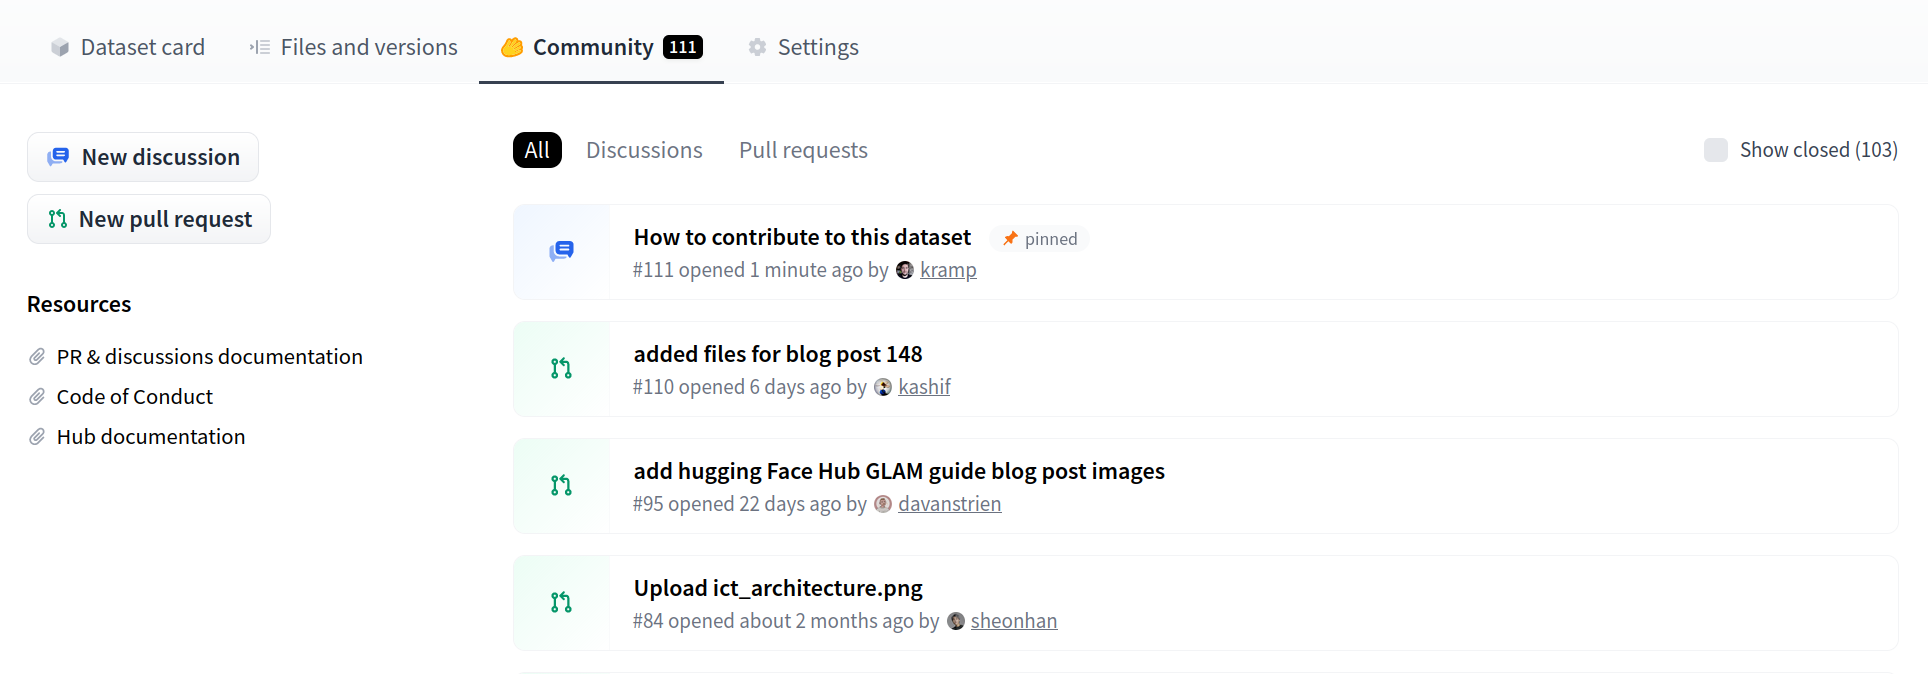 Dataset card
Files and versions
Community 111
Settings
New discussion
New pull request
Resources
PR & discussions documentation
Code of Conduct
Hub documentation
All
Discussions
Pull requests
Show closed (103)
How to contribute to this dataset pinned
#111 opened 1 minute ago by kramp
added files for blog post 148
#110 opened 6 days ago by kashif
add hugging Face Hub GLAM guide blog post images
#95 opened 22 days ago by davanstrien
Upload ict_architecture.png
#84 opened about 2 months ago by sheonhan